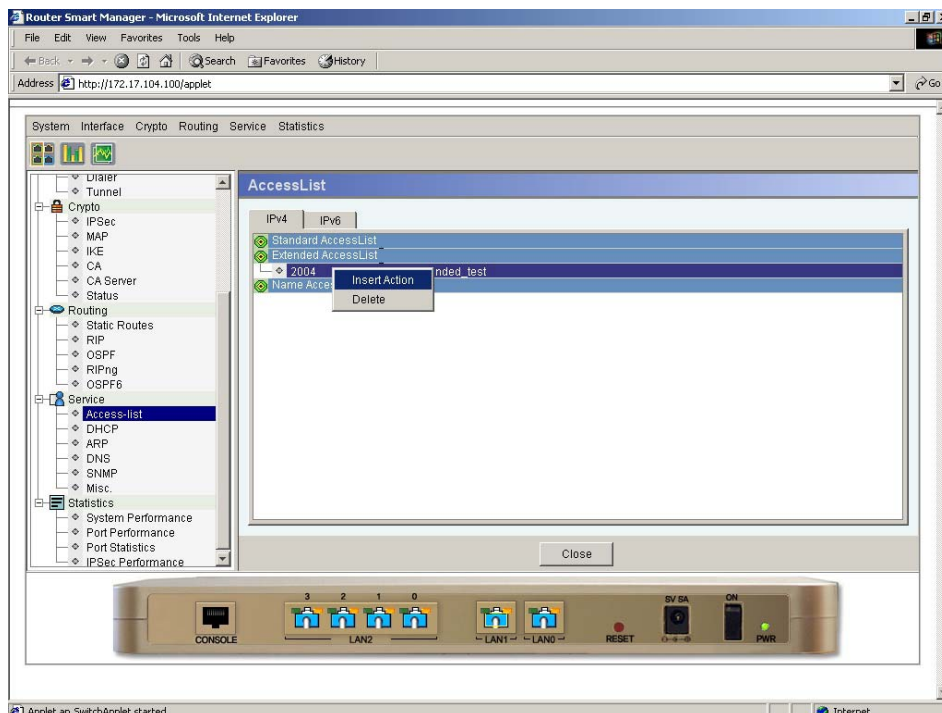 Router Smart Manager - Microsoft Internet Explorer
File Edit View Favorites Tools Help
Back Search Favorites History
Address http://172.17.104.100/applet Go
System Interface Crypto Routing Service Statistics
Dialer
Tunnel
Crypto
IPSec
MAP
IKE
CA
CA Server
Status
Routing
Static Routes
RIP
OSPF
RIPng
OSPF6
Service
Access-list
DHCP
ARP
DNS
SNMP
Misc.
Statistics
System Performance
Port Performance
Port Statistics
IPSec Performance
AccessList
IPv4 IPv6
Standard AccessList
Extended AccessList
2004 nded_test
Name Acce
Insert Action
Delete
Close
3 2 1 0
CONSOLE LAN2 LAN1 LAN0 RESET 5V 5A ON PWR
Applet ap.SwitchApplet started Internet